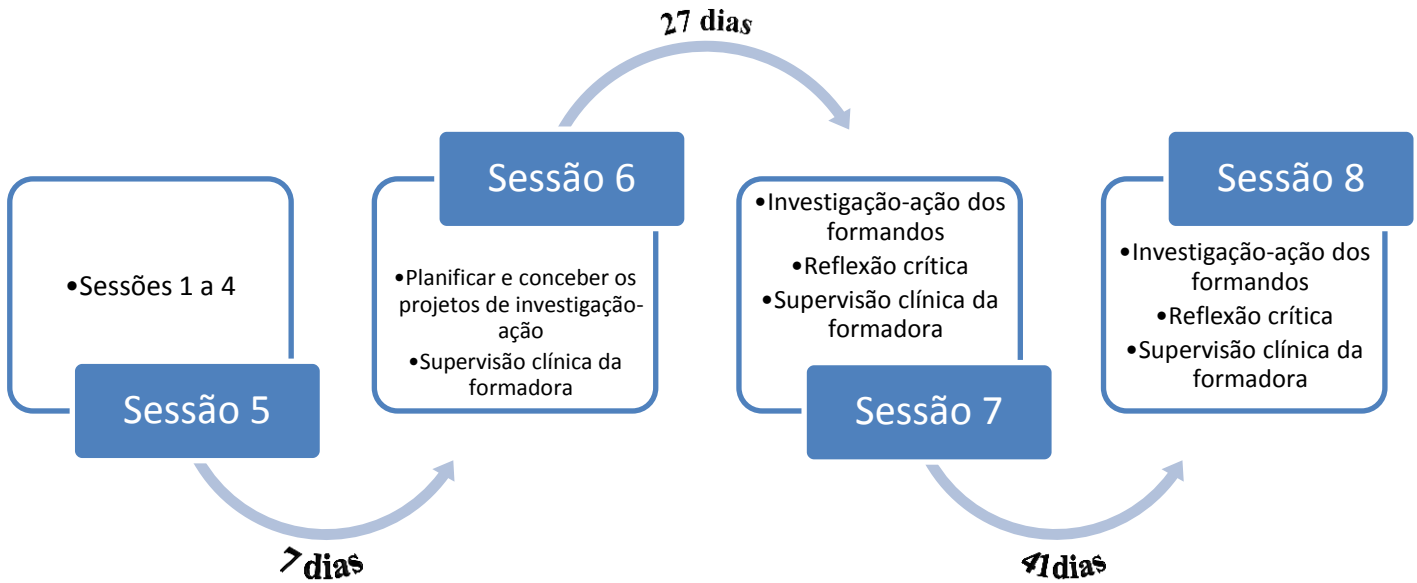 27 dias
•Sessões 1 a 4
Sessão 5
7 dias
Sessão 6
•Planificar e conceber os
projetos de investigação-
ação
•Supervisão clínica da
formadora
•Investigação-ação dos
formandos
•Reflexão crítica
•Supervisão clínica da
formadora
Sessão 7
41dias
Sessão 8
•Investigação-ação dos
formandos
•Reflexão crítica
•Supervisão clínica da
formadora